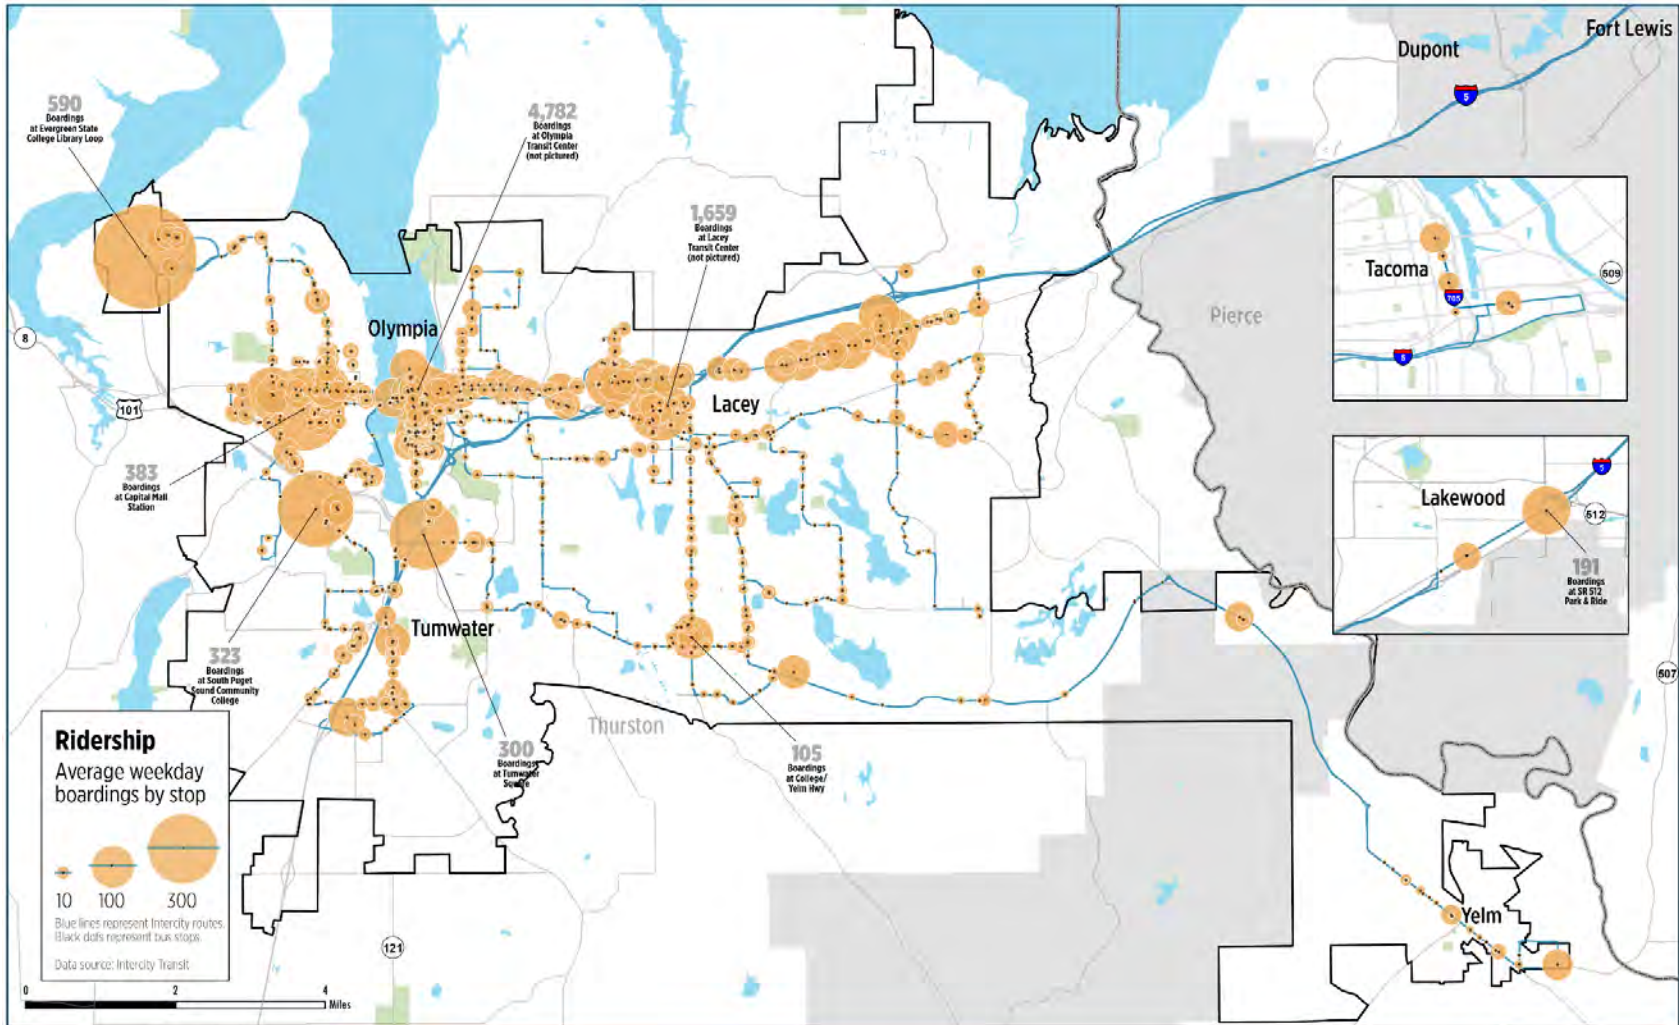 Fort Lewis
Dupont
5
590
Boardings
at Evergreen State
College Library Loop
4,782
Boardings
at Olympia
Transit Center
(not pictured)
1,659
Boardings
at Lacey
Transit Center
(not pictured)
Tacoma
705
509
5
Pierce
Olympia
8
101
Lacey
383
Boardings
at Capital Mall
Station
Lakewood
5
512
191
Boardings
at SR 512
Park & Ride
Tumwater
323
Boardings
at South Puget
Sound Community
College
507
Thurston
300
Boardings
at Tumwater
Square
105
Boardings
at College/
Yelm Hwy
Ridership
Average weekday
boardings by stop
10 100 300
Blue lines represent Intercity routes.
Black dots represent bus stops.
Data source: Intercity Transit
Yelm
121
0 2 4
Miles